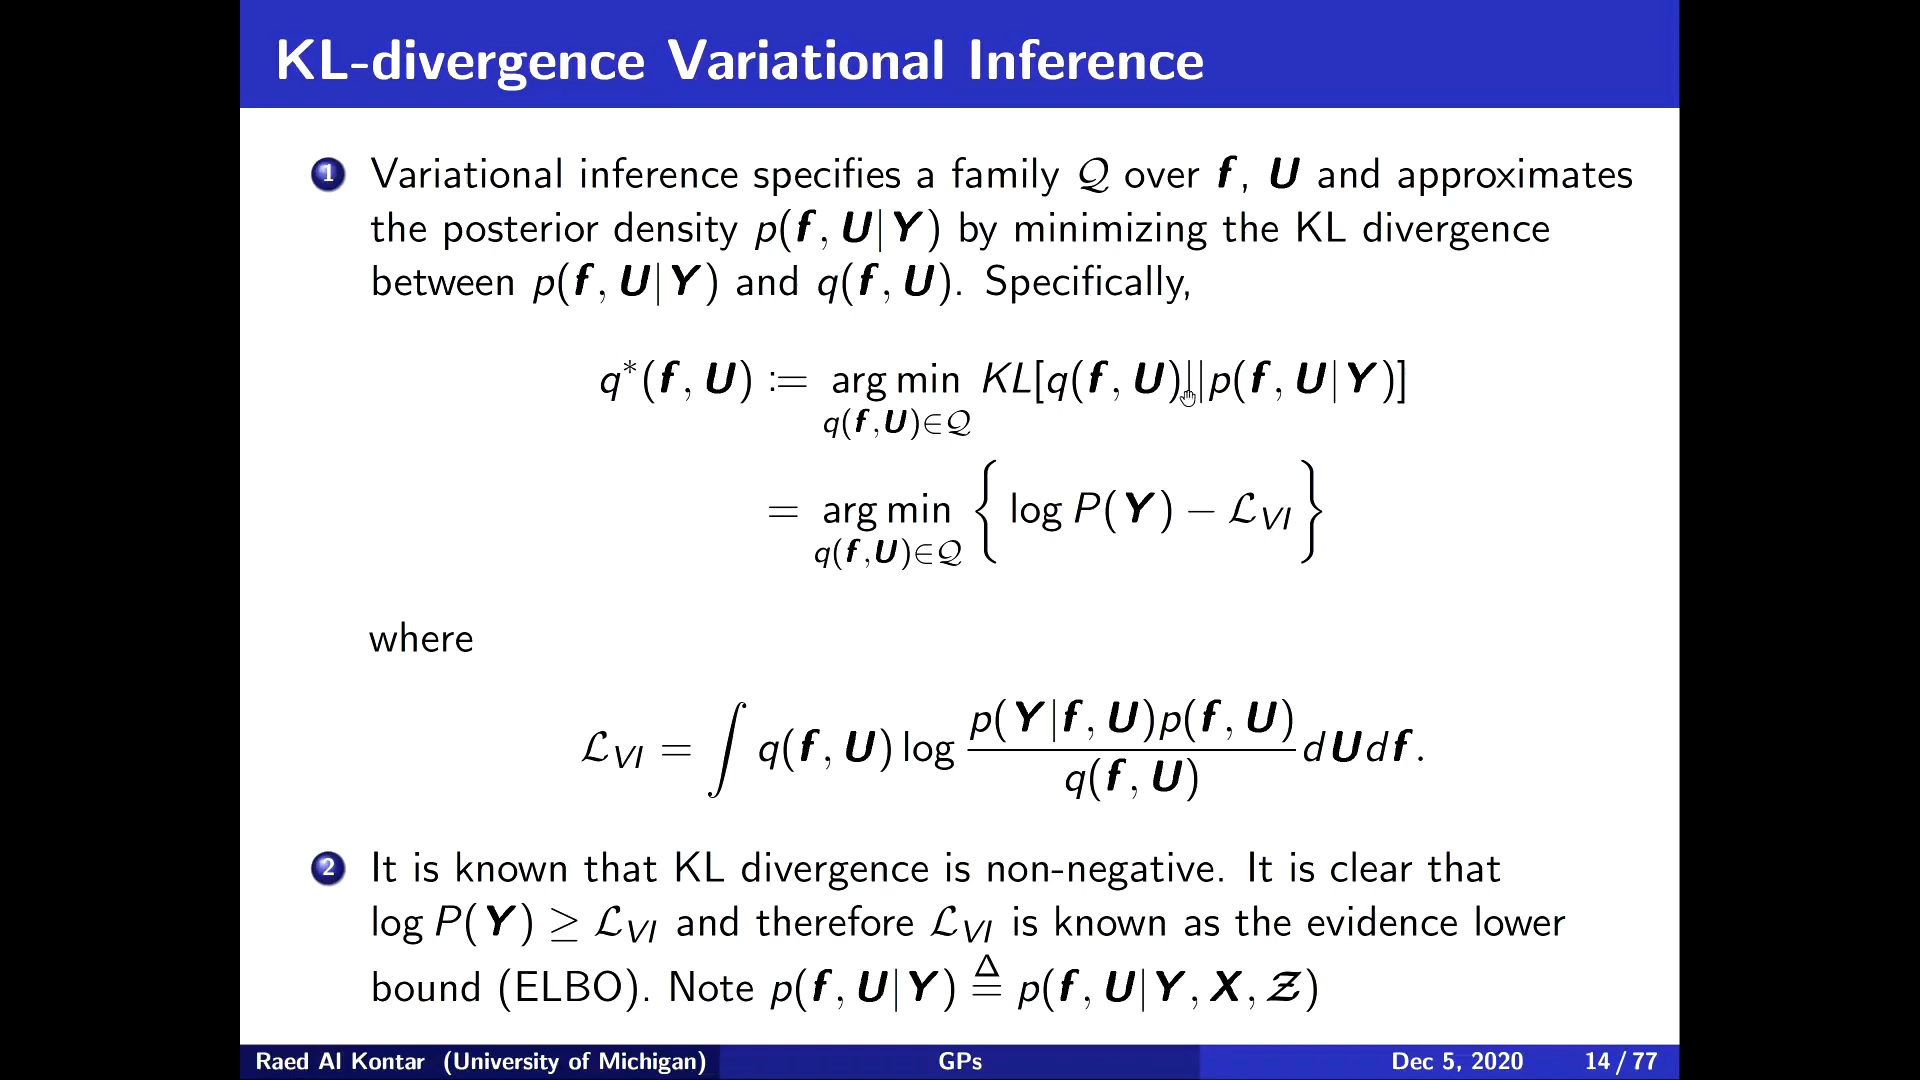 KL-divergence Variational Inference
1 Variational inference specifies a family 𝒬 over f, U and approximates
the posterior density p(f, U|Y) by minimizing the KL divergence
between p(f, U|Y) and q(f, U). Specifically,
q*(f, U) := arg min KL[q(f, U)||p(f, U|Y)]
q(f,U)∈𝒬
= arg min { log P(Y) − ℒ_VI }
q(f,U)∈𝒬
where
ℒ_VI = ∫ q(f, U) log p(Y|f, U)p(f, U) / q(f, U) dUdf.
2 It is known that KL divergence is non-negative. It is clear that
log P(Y) ≥ ℒ_VI and therefore ℒ_VI is known as the evidence lower
bound (ELBO). Note p(f, U|Y) ≜ p(f, U|Y, X, 𝒵)
Raed Al Kontar (University of Michigan) GPs Dec 5, 2020 14 / 77